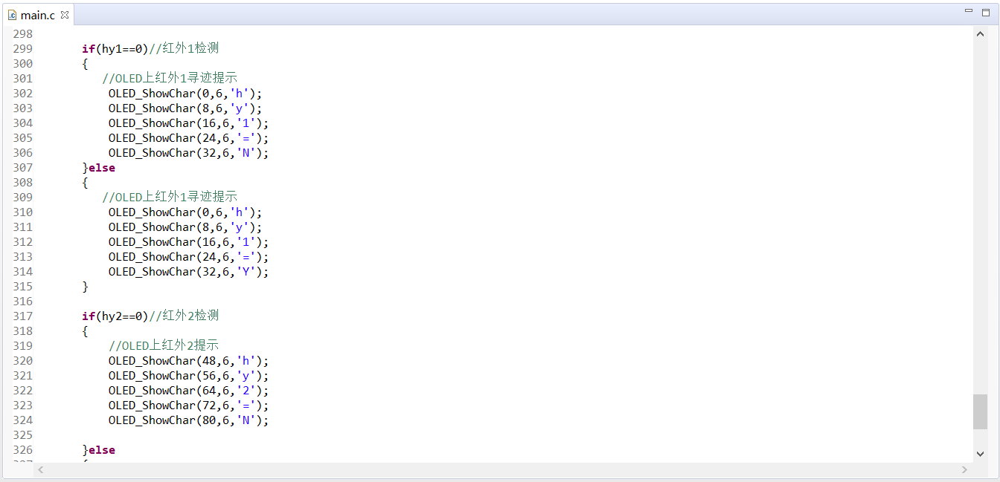 main.c
298
299 if(hy1==0)//红外1检测
300 {
301 //OLED上红外1寻迹提示
302 OLED_ShowChar(0,6,'h');
303 OLED_ShowChar(8,6,'y');
304 OLED_ShowChar(16,6,'1');
305 OLED_ShowChar(24,6,'=');
306 OLED_ShowChar(32,6,'N');
307 }else
308 {
309 //OLED上红外1寻迹提示
310 OLED_ShowChar(0,6,'h');
311 OLED_ShowChar(8,6,'y');
312 OLED_ShowChar(16,6,'1');
313 OLED_ShowChar(24,6,'=');
314 OLED_ShowChar(32,6,'Y');
315 }
316
317 if(hy2==0)//红外2检测
318 {
319 //OLED上红外2提示
320 OLED_ShowChar(48,6,'h');
321 OLED_ShowChar(56,6,'y');
322 OLED_ShowChar(64,6,'2');
323 OLED_ShowChar(72,6,'=');
324 OLED_ShowChar(80,6,'N');
325
326 }else